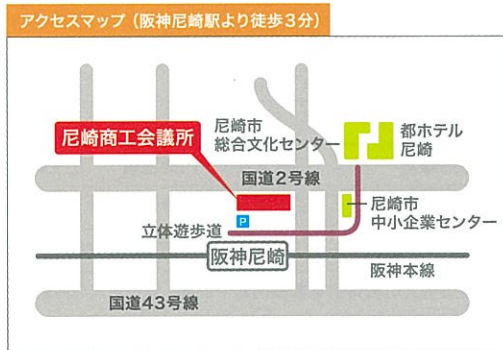 アクセスマップ（阪神尼崎駅より徒歩3分）
尼崎市
総合文化センター
都ホテル
尼崎
尼崎商工会議所
国道2号線
P
尼崎市
中小企業センター
立体遊歩道
阪神尼崎
阪神本線
国道43号線